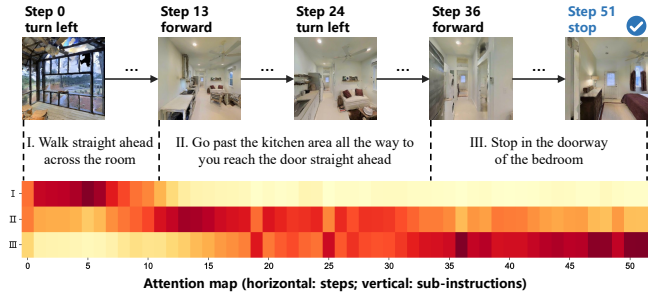 Step 0
turn left
Step 13
forward
Step 24
turn left
Step 36
forward
Step 51
stop
... ... ... ...
I. Walk straight ahead
across the room
II. Go past the kitchen area all the way to
you reach the door straight ahead
III. Stop in the doorway
of the bedroom
I
II
III
0 5 10 15 20 25 30 35 40 45 50
Attention map (horizontal: steps; vertical: sub-instructions)